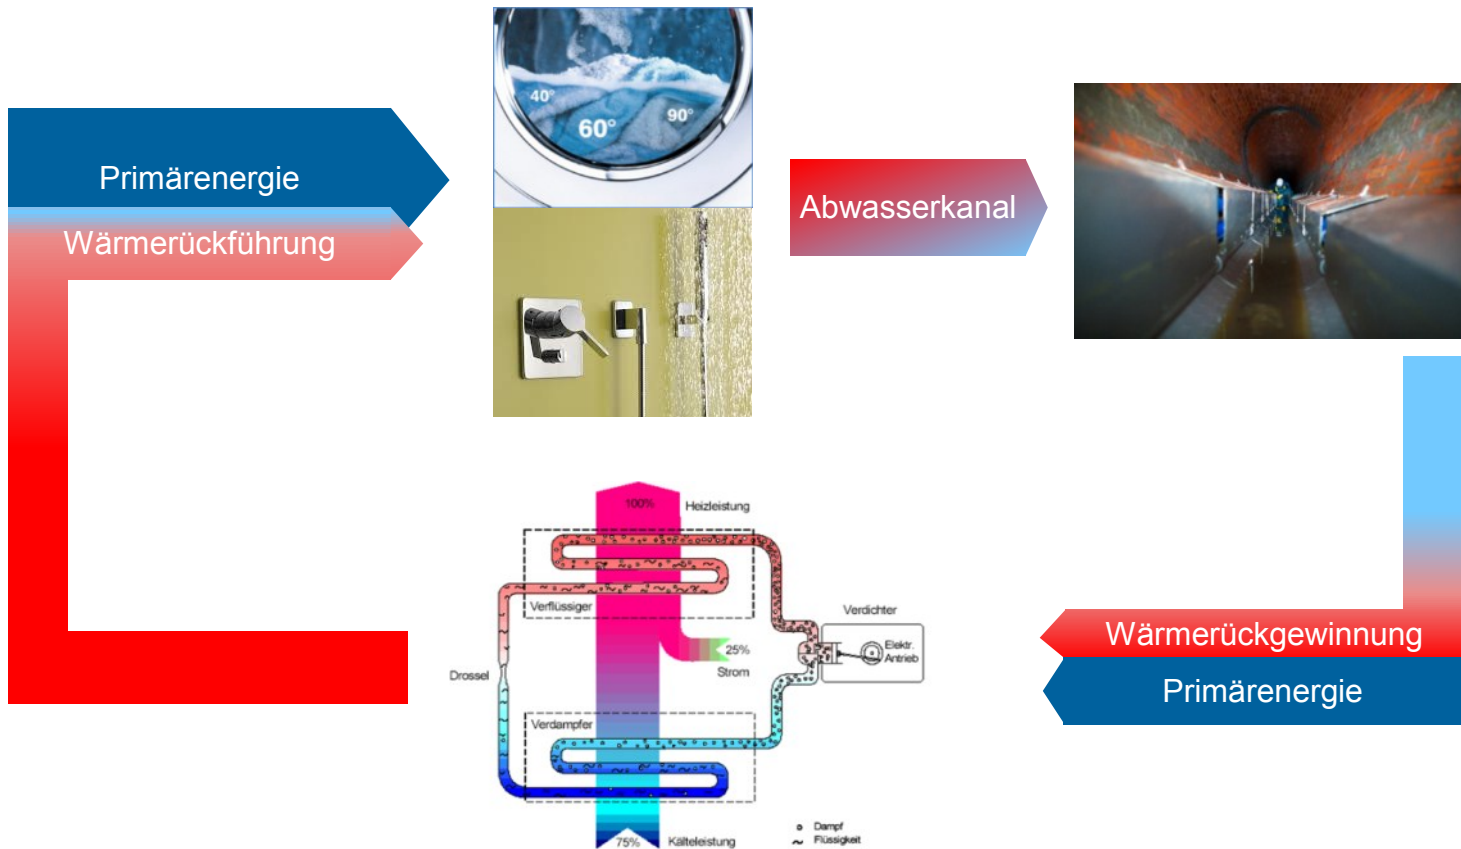 Primärenergie
Wärmerückführung
40°
60°
90°
Abwasserkanal
100%
Heizleistung
Verflüssiger
Verdichter
Elektr.
Antrieb
25%
Strom
Drossel
Verdampfer
75%
Kälteleistung
Dampf
Flüssigkeit
Wärmerückgewinnung
Primärenergie